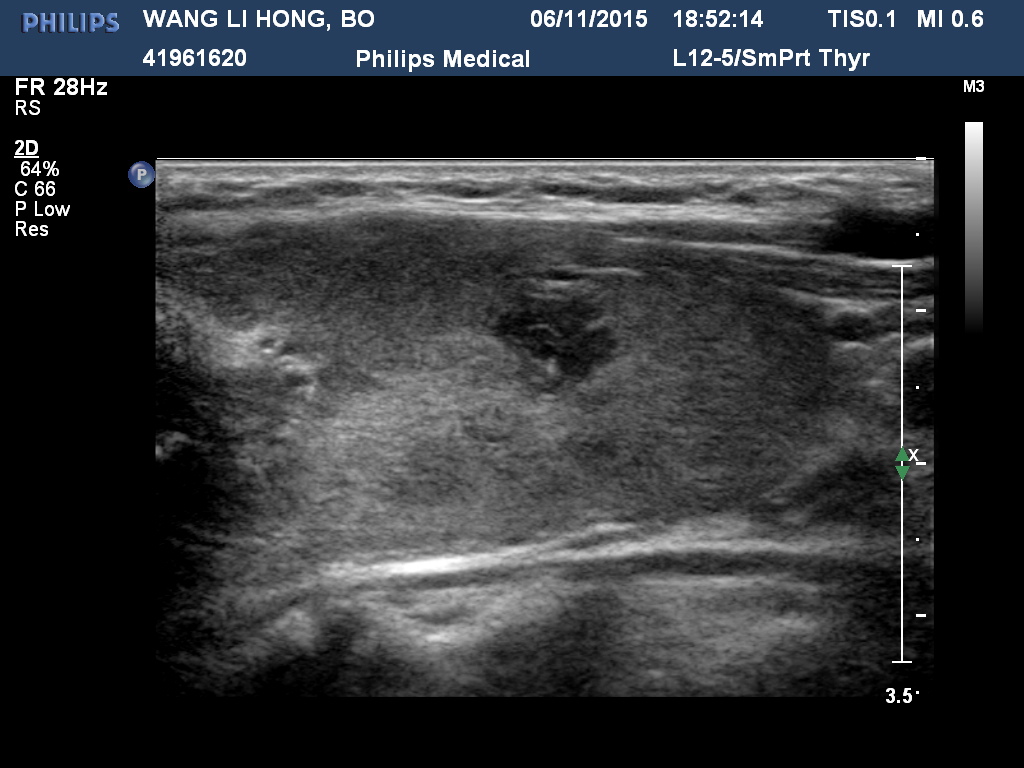 PHILIPS WANG LI HONG, BO 06/11/2015 18:52:14 TIS0.1 MI 0.6
41961620 Philips Medical L12-5/SmPrt Thyr
FR 28Hz
RS
M3
2D
64%
C 66
P Low
Res
P
X
3.5